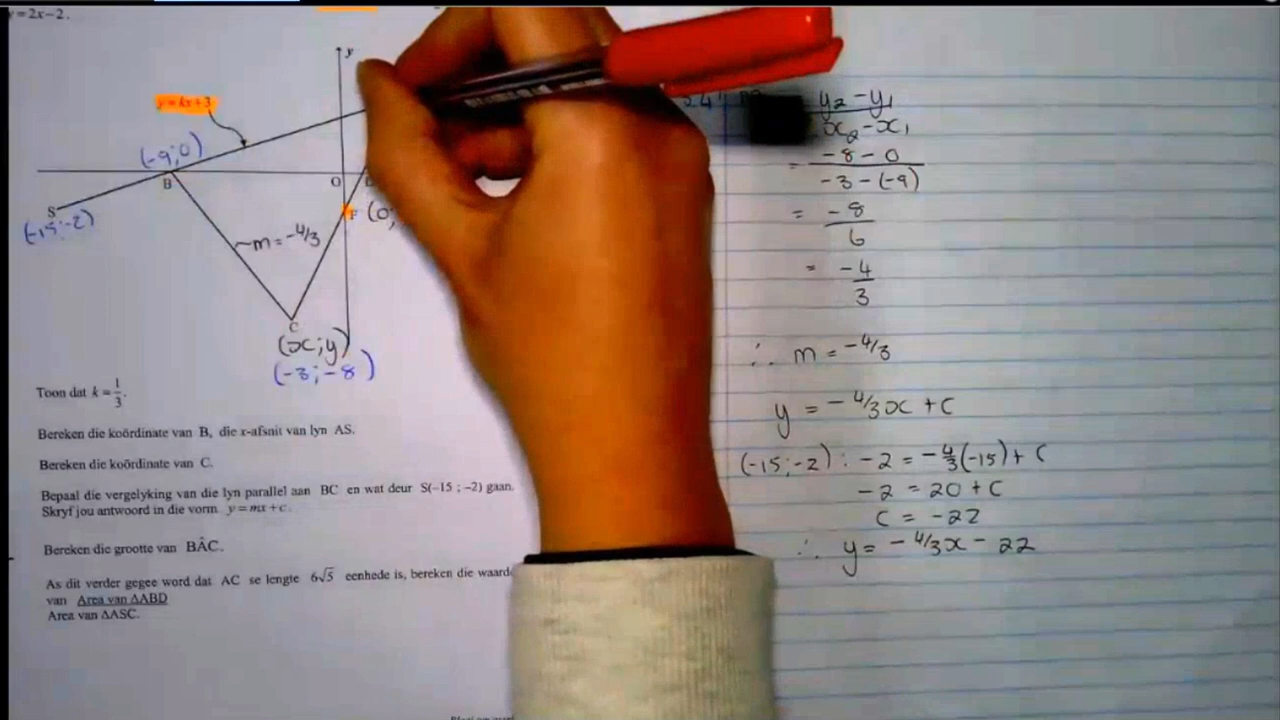 y = 2x – 2.
y
y = kx + 3
(-9;0)
B
O
S
(-15;-2)
F (0;
m = -4/3
C
(x;y)
(-3;-8)
Toon dat k = 1/3.
Bereken die koördinate van B, die x-afsnit van lyn AS.
Bereken die koördinate van C.
Bepaal die vergelyking van die lyn parallel aan BC en wat deur S(–15 ; –2) gaan.
Skryf jou antwoord in die vorm y = mx + c.
Bereken die grootte van BÂC.
As dit verder gegee word dat AC se lengte 6√5 eenhede is, bereken die waard
van Area van ΔABD
Area van ΔASC.
y₂ - y₁
x₂ - x₁
= -8 - 0
-3 - (-9)
= -8
6
= -4
3
∴ m = -4/3
y = -4/3x + c
(-15;-2): -2 = -4/3(-15) + c
-2 = 20 + c
c = -22
∴ y = -4/3x - 22